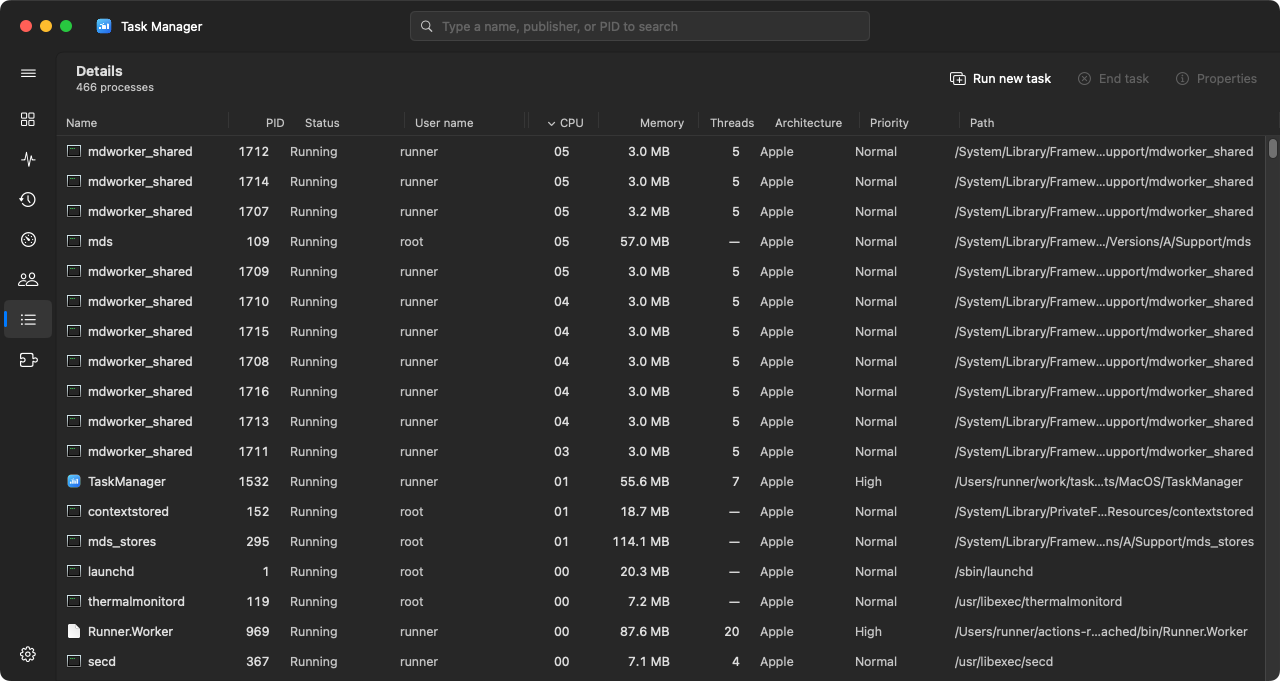 Task Manager
Type a name, publisher, or PID to search
Details
466 processes
Run new task
End task
Properties
Name PID Status User name CPU Memory Threads Architecture Priority Path
mdworker_shared 1712 Running runner 05 3.0 MB 5 Apple Normal /System/Library/Framew...upport/mdworker_shared
mdworker_shared 1714 Running runner 05 3.0 MB 5 Apple Normal /System/Library/Framew...upport/mdworker_shared
mdworker_shared 1707 Running runner 05 3.2 MB 5 Apple Normal /System/Library/Framew...upport/mdworker_shared
mds 109 Running root 05 57.0 MB — Apple Normal /System/Library/Framew.../Versions/A/Support/mds
mdworker_shared 1709 Running runner 05 3.0 MB 5 Apple Normal /System/Library/Framew...upport/mdworker_shared
mdworker_shared 1710 Running runner 04 3.0 MB 5 Apple Normal /System/Library/Framew...upport/mdworker_shared
mdworker_shared 1715 Running runner 04 3.0 MB 5 Apple Normal /System/Library/Framew...upport/mdworker_shared
mdworker_shared 1708 Running runner 04 3.0 MB 5 Apple Normal /System/Library/Framew...upport/mdworker_shared
mdworker_shared 1716 Running runner 04 3.0 MB 5 Apple Normal /System/Library/Framew...upport/mdworker_shared
mdworker_shared 1713 Running runner 04 3.0 MB 5 Apple Normal /System/Library/Framew...upport/mdworker_shared
mdworker_shared 1711 Running runner 03 3.0 MB 5 Apple Normal /System/Library/Framew...upport/mdworker_shared
TaskManager 1532 Running runner 01 55.6 MB 7 Apple High /Users/runner/work/task...ts/MacOS/TaskManager
contextstored 152 Running root 01 18.7 MB — Apple Normal /System/Library/PrivateF...Resources/contextstored
mds_stores 295 Running root 01 114.1 MB — Apple Normal /System/Library/Framew...ns/A/Support/mds_stores
launchd 1 Running root 00 20.3 MB — Apple Normal /sbin/launchd
thermalmonitord 119 Running root 00 7.2 MB — Apple Normal /usr/libexec/thermalmonitord
Runner.Worker 969 Running runner 00 87.6 MB 20 Apple High /Users/runner/actions-r...ached/bin/Runner.Worker
secd 367 Running runner 00 7.1 MB 4 Apple Normal /usr/libexec/secd